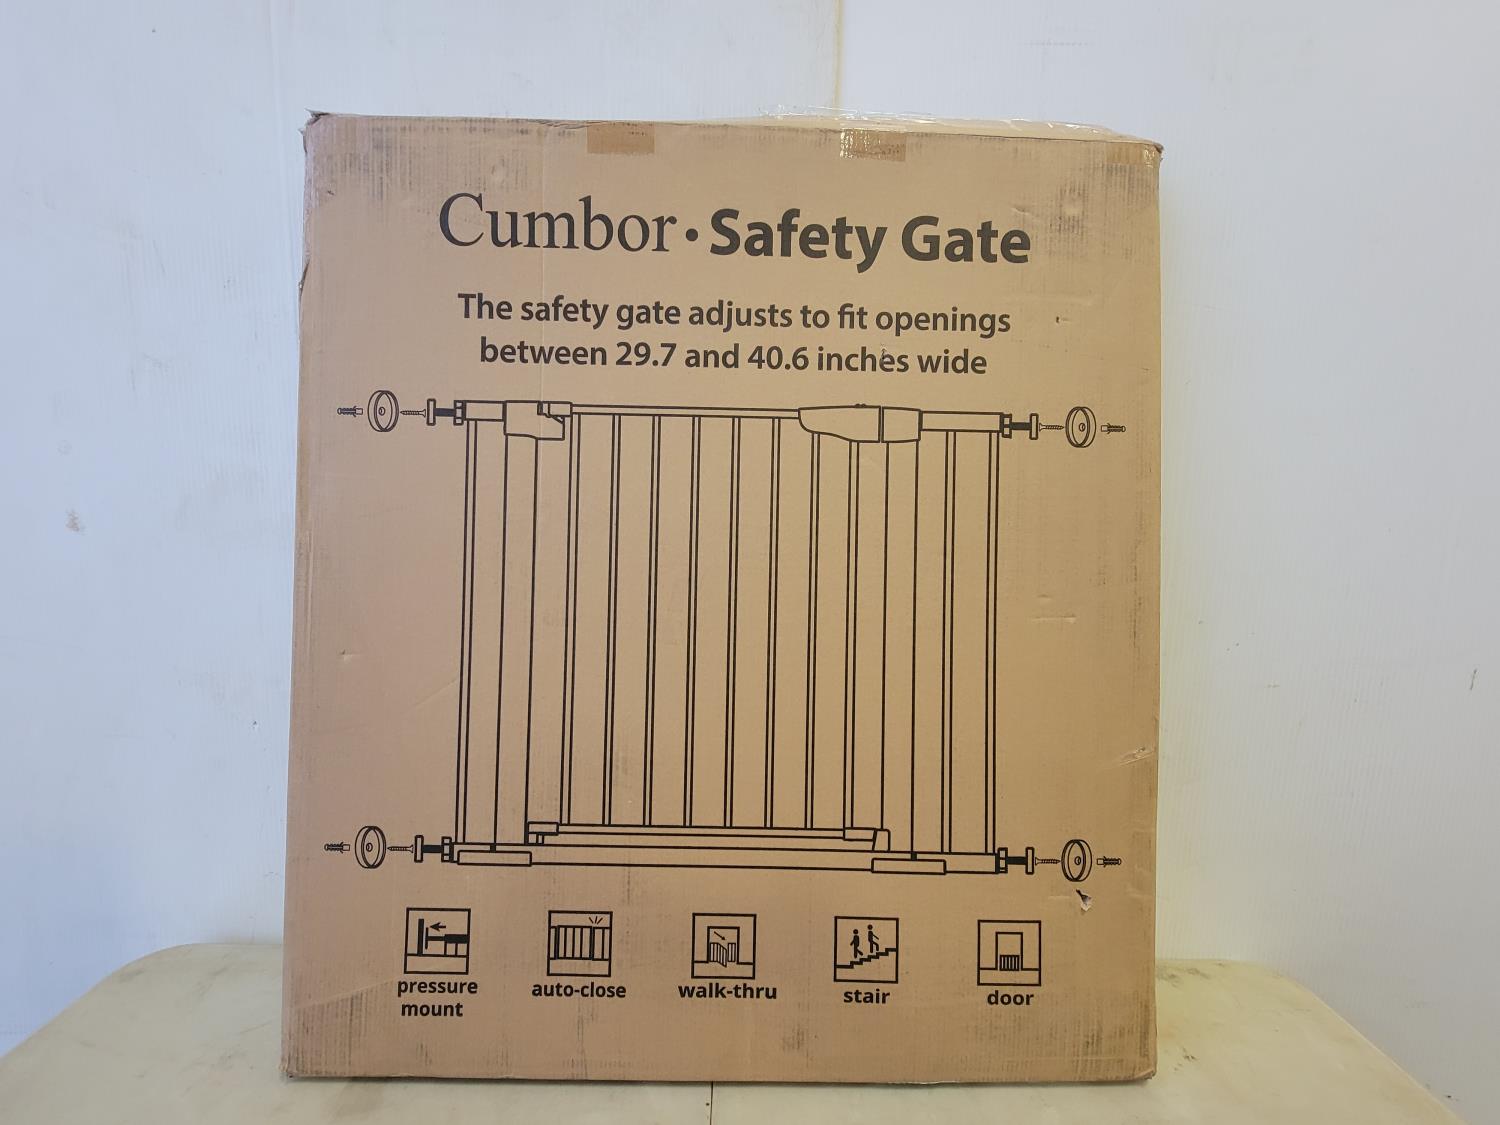 Cumbor · Safety Gate
The safety gate adjusts to fit openings
between 29.7 and 40.6 inches wide
pressure mount
auto-close
walk-thru
stair
door